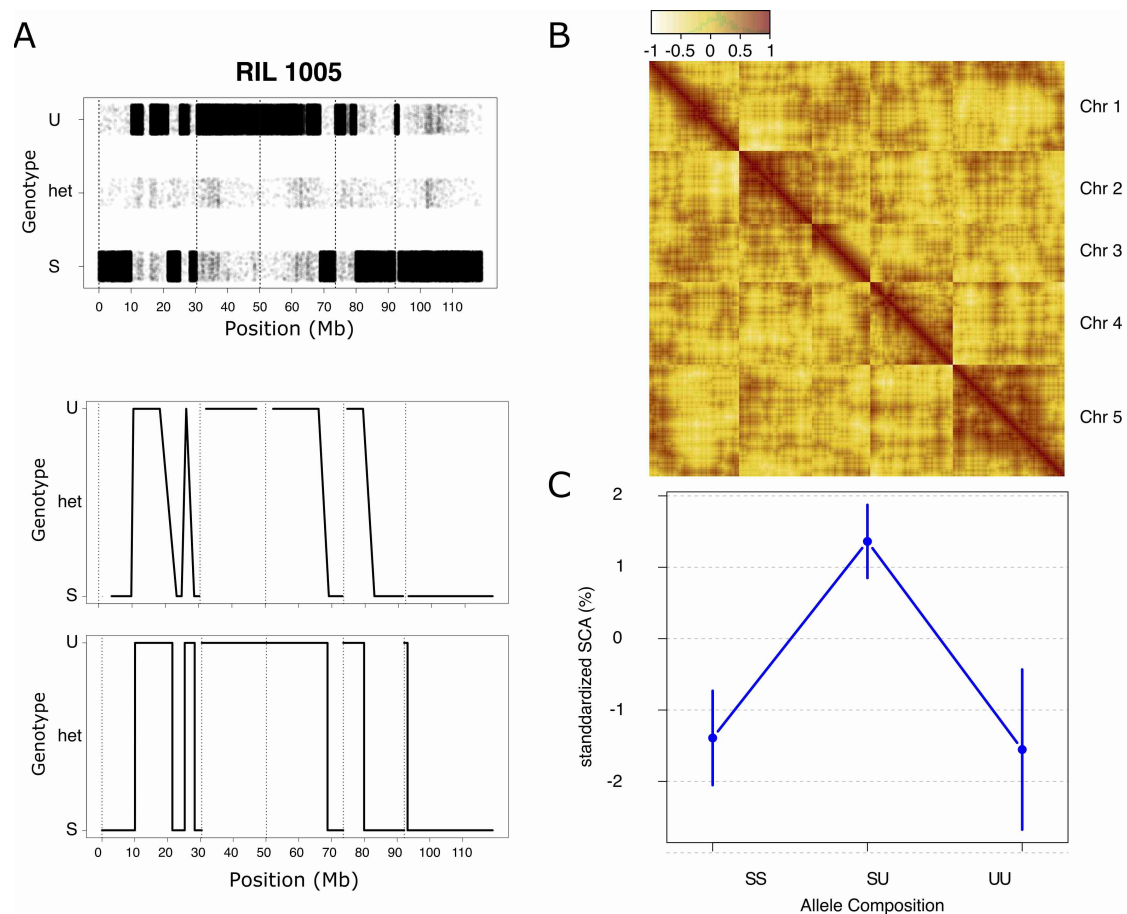 A
RIL 1005
U
het
S
Genotype
0 10 20 30 40 50 60 70 80 90 100 110
Position (Mb)
U
het
S
Genotype
U
het
S
Genotype
0 10 20 30 40 50 60 70 80 90 100 110
Position (Mb)
B
-1 -0.5 0 0.5 1
Chr 1
Chr 2
Chr 3
Chr 4
Chr 5
C
2
1
0
-1
-2
standdardized SCA (%)
SS SU UU
Allele Composition